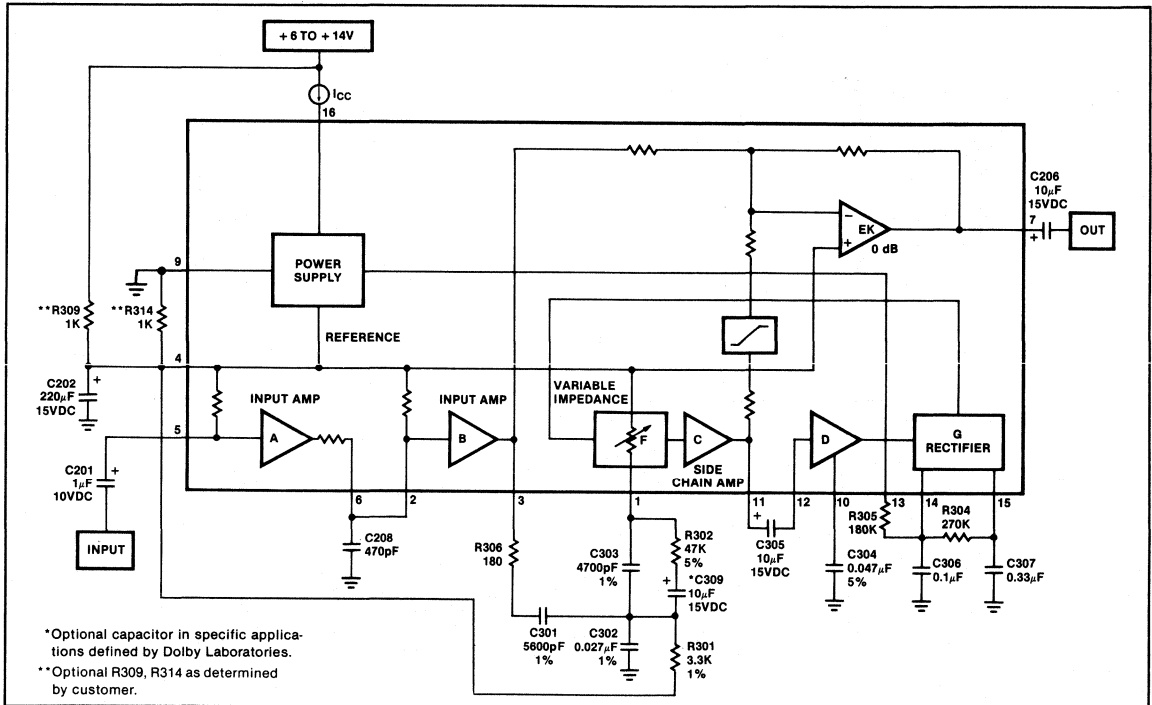 + 6 TO + 14V
ICC
16
C206
10µF
15VDC
7
+
OUT
−
EK
+
0 dB
9
POWER
SUPPLY
**R309
1K
**R314
1K
REFERENCE
4
C202
220µF
15VDC
+
INPUT AMP
A
INPUT AMP
B
VARIABLE
IMPEDANCE
F
C
SIDE
CHAIN AMP
D
G
RECTIFIER
5
C201
1µF
10VDC
+
INPUT
6
2
3
1
11
12
10
13
14
15
C208
470pF
R306
180
C303
4700pF
1%
R302
47K
5%
+
*C309
10µF
15VDC
+
C305
10µF
15VDC
C304
0.047µF
5%
R305
180K
R304
270K
C306
0.1µF
C307
0.33µF
C301
5600pF
1%
C302
0.027µF
1%
R301
3.3K
1%
*Optional capacitor in specific applica-
tions defined by Dolby Laboratories.
**Optional R309, R314 as determined
by customer.